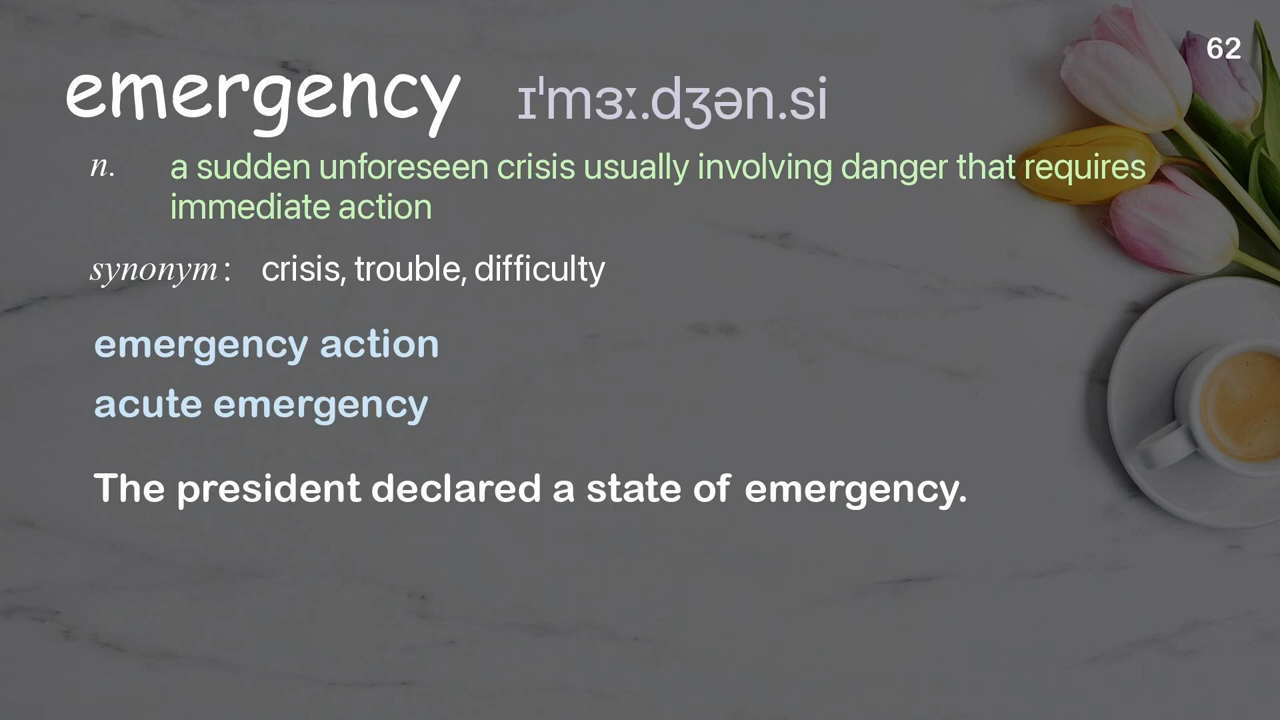 62
emergency ɪˈmɜː.dʒən.si
n. a sudden unforeseen crisis usually involving danger that requires
immediate action
synonym: crisis, trouble, difficulty
emergency action
acute emergency
The president declared a state of emergency.